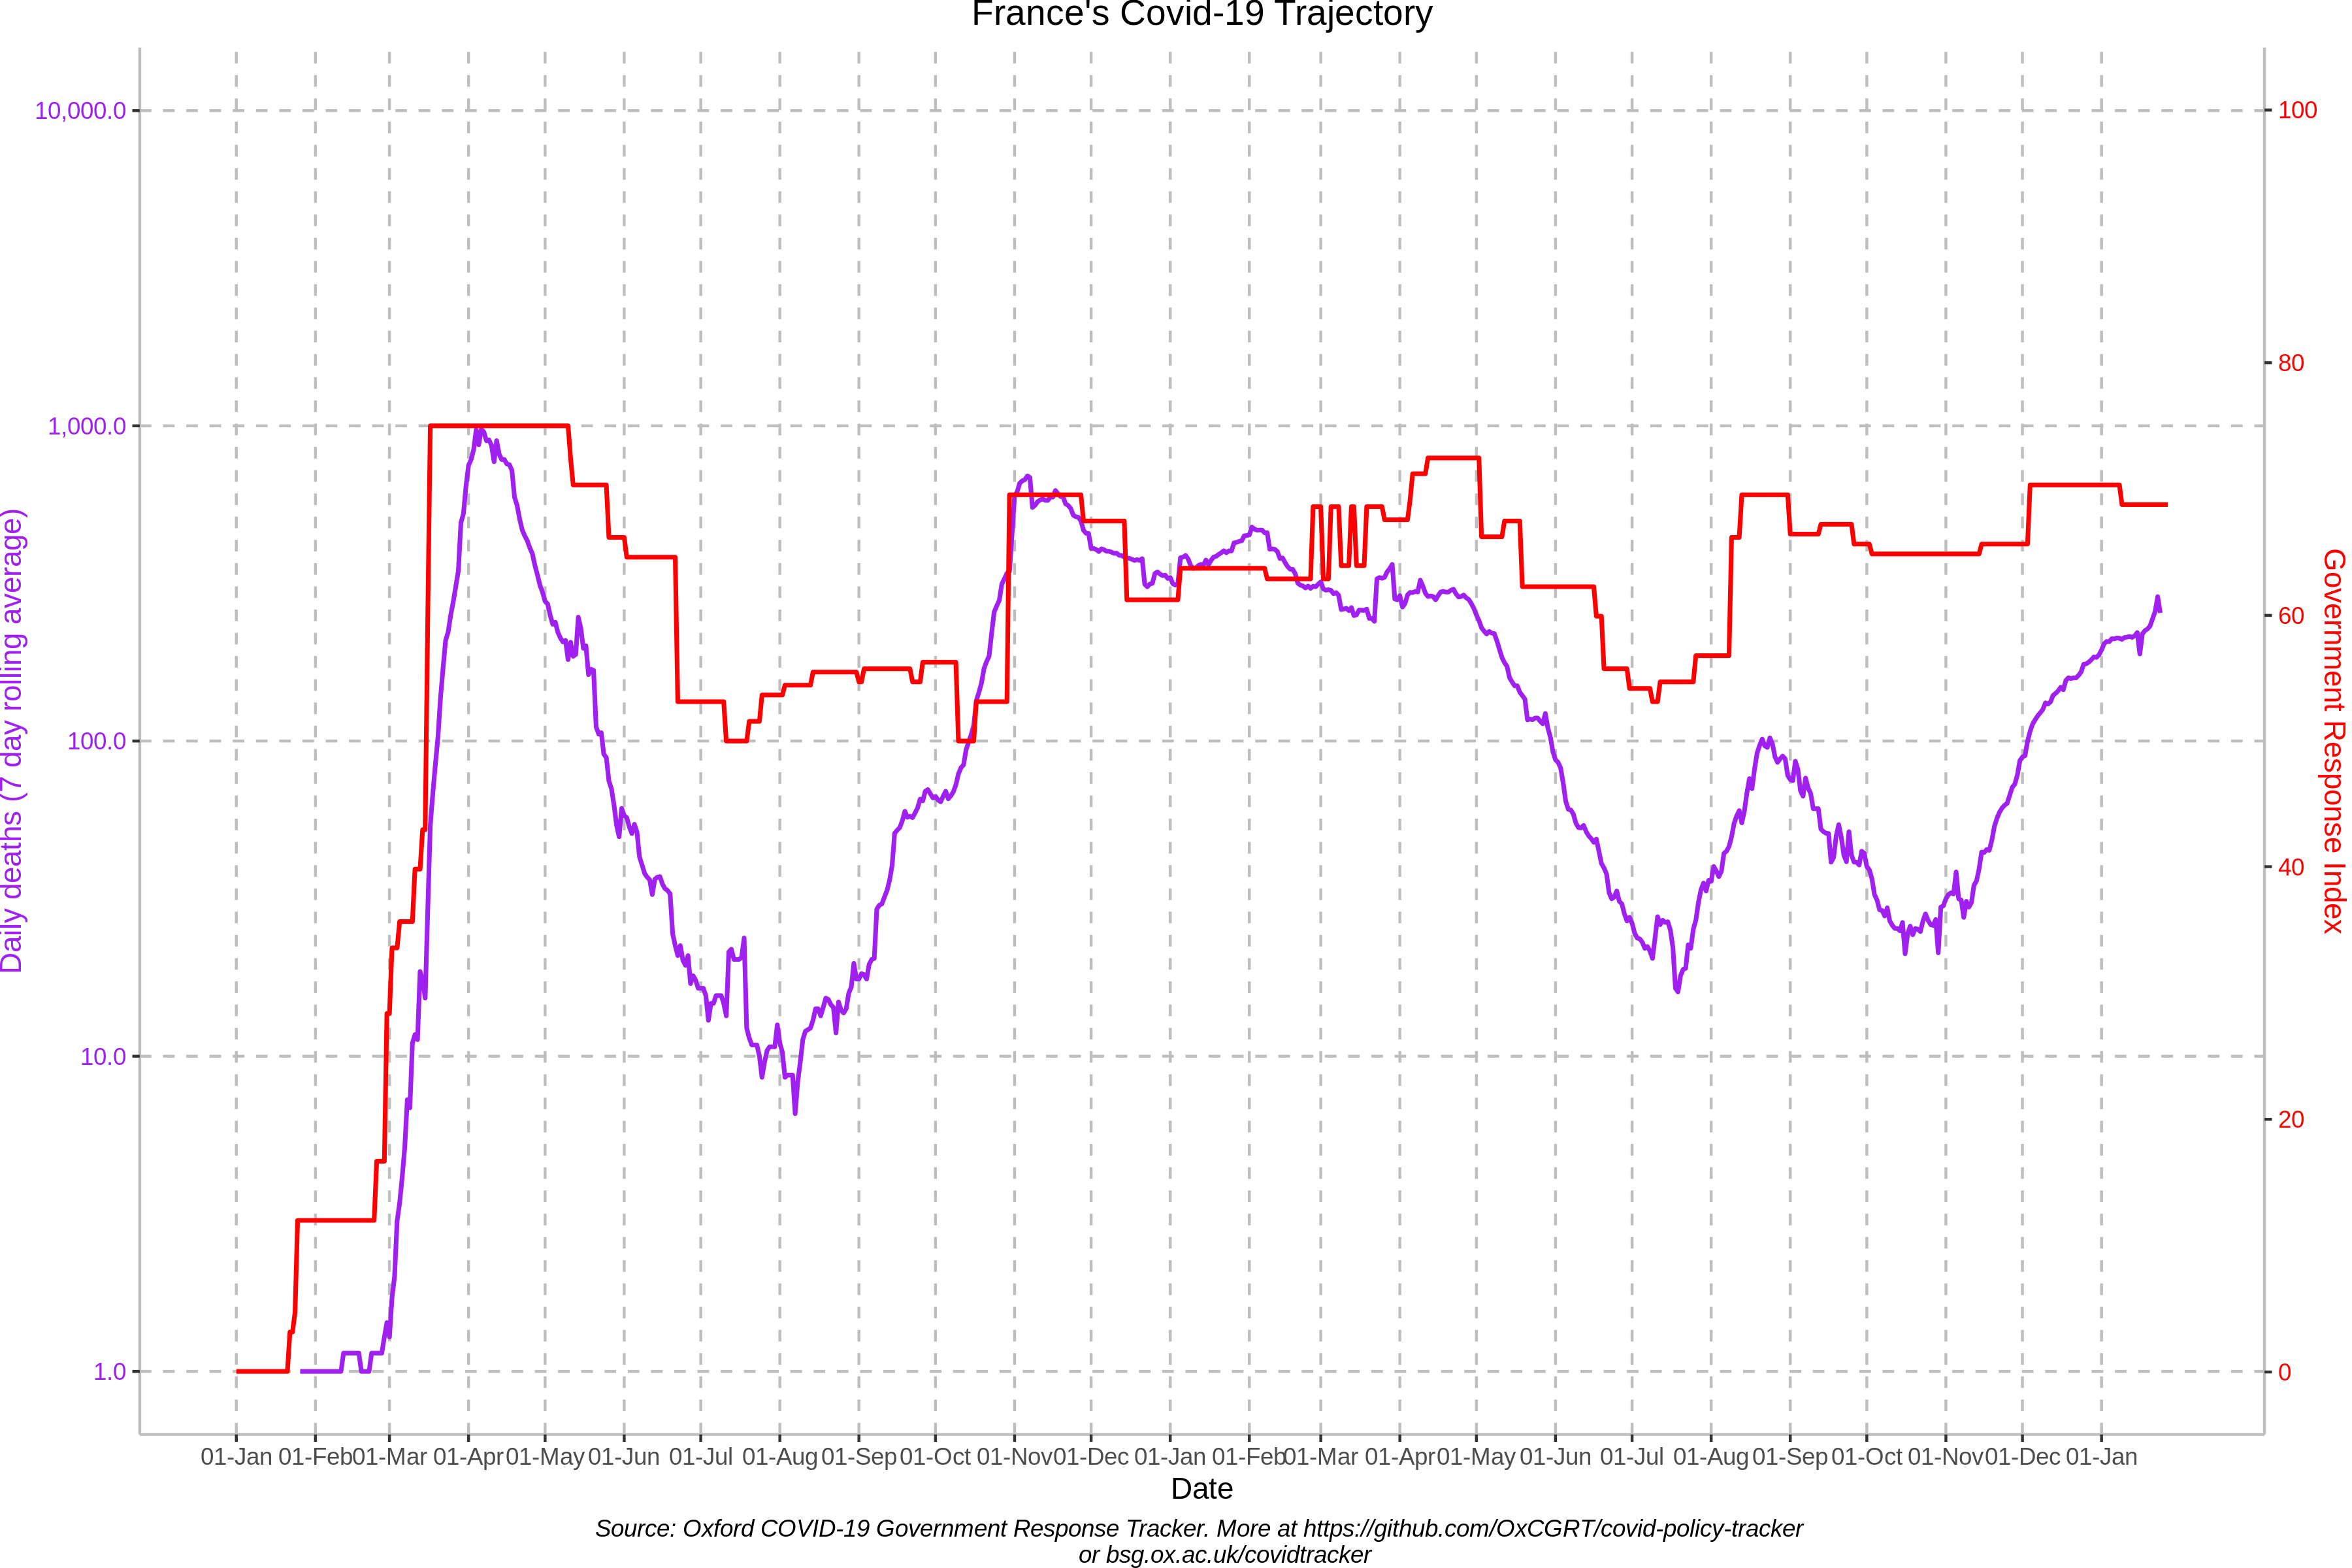 France's Covid-19 Trajectory
10,000.0
1,000.0
100.0
10.0
1.0
Daily deaths (7 day rolling average)
100
80
60
40
20
0
Government Response Index
01-Jan 01-Feb 01-Mar 01-Apr 01-May 01-Jun 01-Jul 01-Aug 01-Sep 01-Oct 01-Nov 01-Dec 01-Jan 01-Feb 01-Mar 01-Apr 01-May 01-Jun 01-Jul 01-Aug 01-Sep 01-Oct 01-Nov 01-Dec 01-Jan
Date
Source: Oxford COVID-19 Government Response Tracker. More at https://github.com/OxCGRT/covid-policy-tracker
or bsg.ox.ac.uk/covidtracker